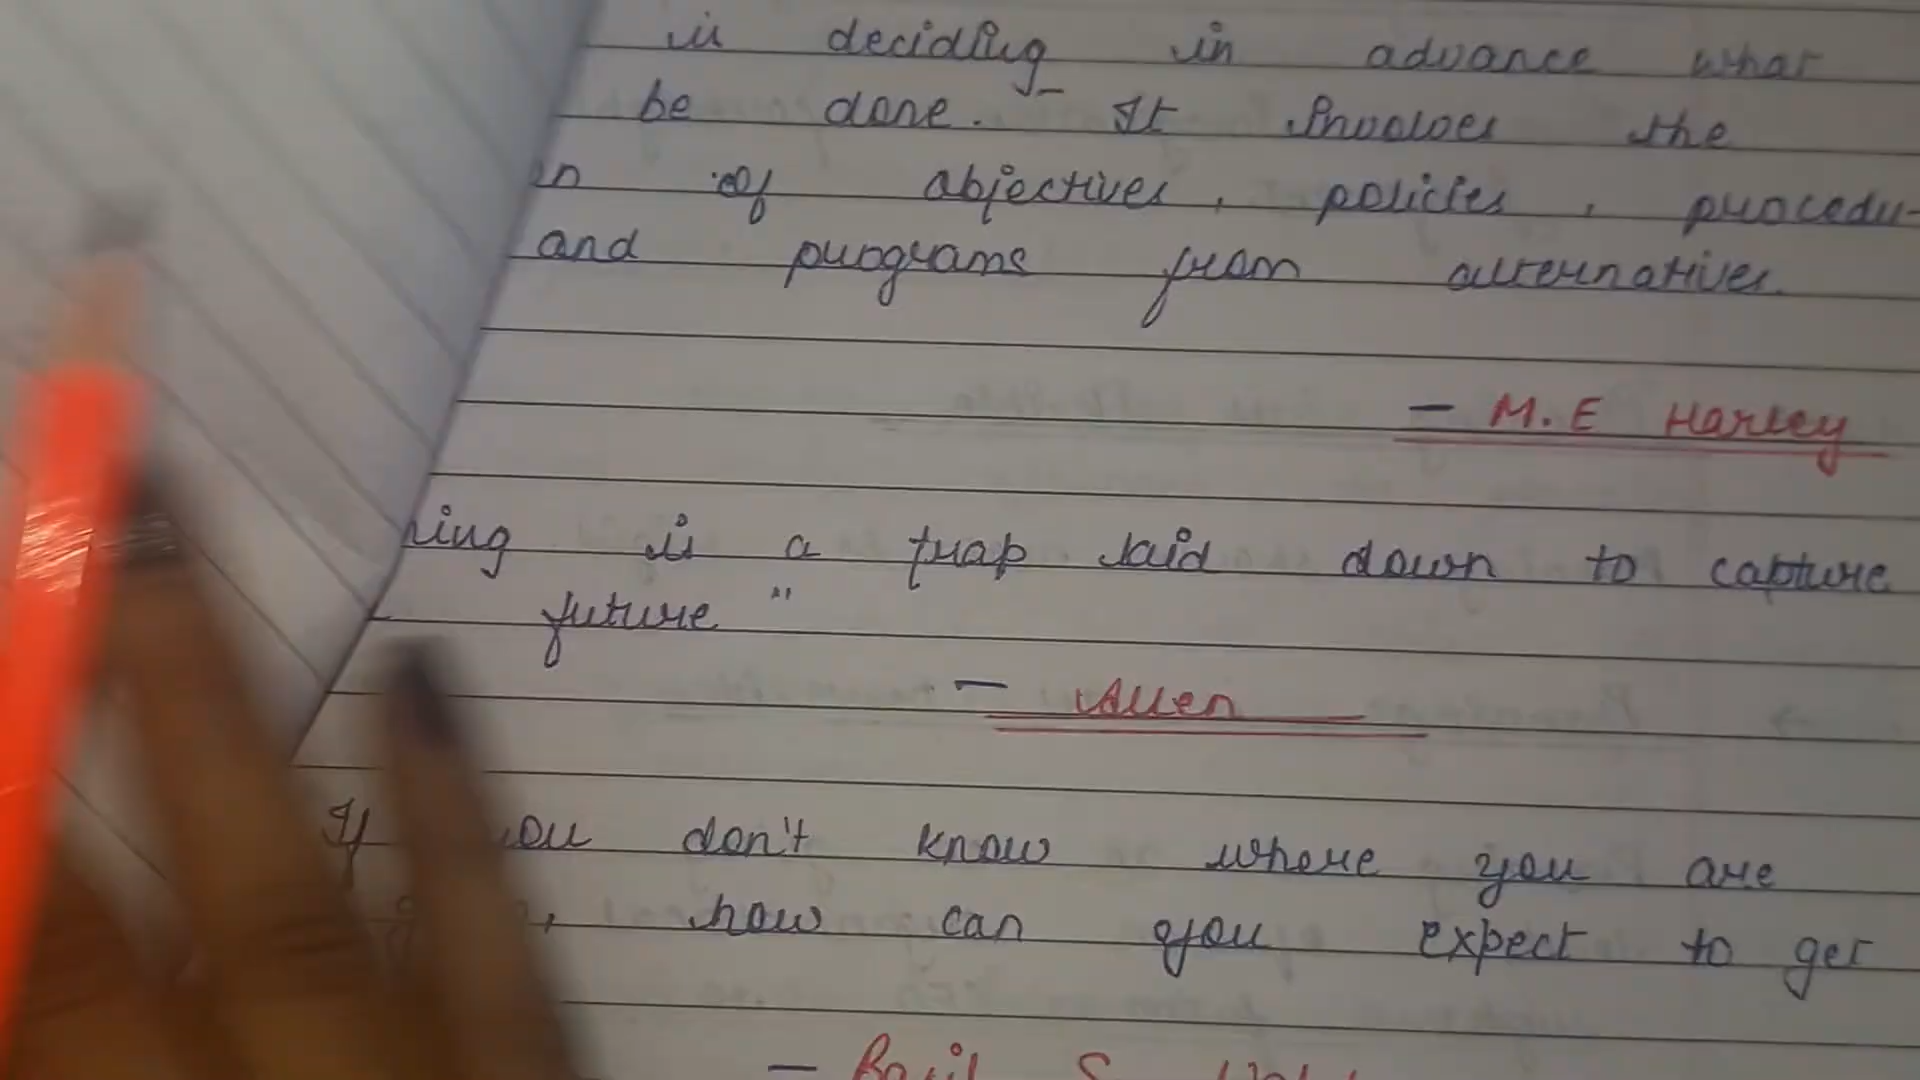 is deciding in advance what
be done. It Involves the
of objectives, policies, procedu-
and programs from alternatives.
- M.E Harley
is a trap laid down to capture
future "
- Allen
If you don't know where you are
, how can you expect to get
- Basil S.